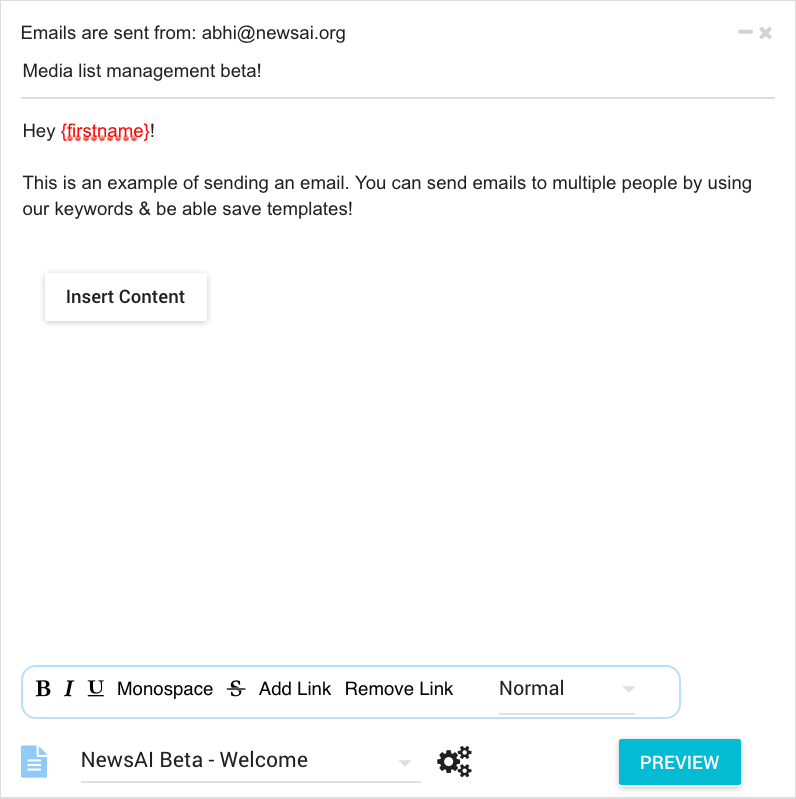 Emails are sent from: abhi@newsai.org
Media list management beta!
Hey {firstname}!
This is an example of sending an email. You can send emails to multiple people by using
our keywords & be able save templates!
Insert Content
B I U Monospace S Add Link Remove Link Normal
NewsAI Beta - Welcome
PREVIEW